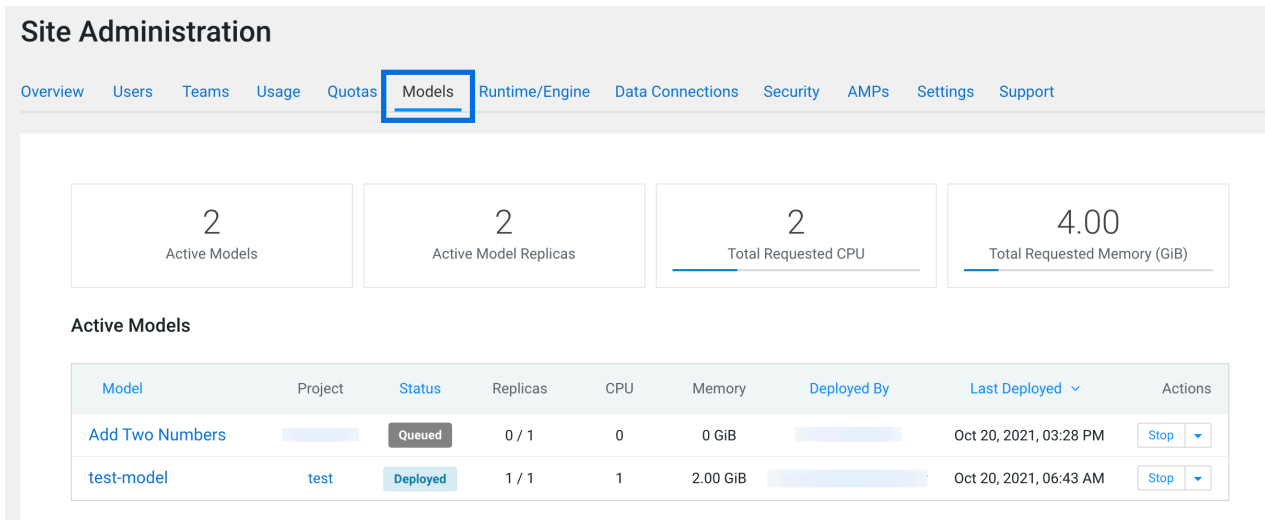 Site Administration
Overview Users Teams Usage Quotas Models Runtime/Engine Data Connections Security AMPs Settings Support
2 2 2 4.00
Active Models Active Model Replicas Total Requested CPU Total Requested Memory (GiB)
Active Models
Model Project Status Replicas CPU Memory Deployed By Last Deployed Actions
Add Two Numbers Queued 0 / 1 0 0 GiB Oct 20, 2021, 03:28 PM Stop
test-model test Deployed 1 / 1 1 2.00 GiB Oct 20, 2021, 06:43 AM Stop